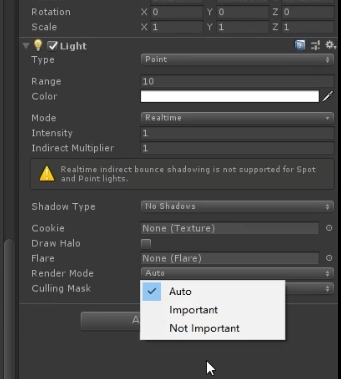 Rotation X 0 Y 0 Z 0
Scale X 1 Y 1 Z 1
Light
Type Point
Range 10
Color
Mode Realtime
Intensity 1
Indirect Multiplier 1
Realtime indirect bounce shadowing is not supported for Spot
and Point lights.
Shadow Type No Shadows
Cookie None (Texture)
Draw Halo
Flare None (Flare)
Render Mode Auto
Culling Mask
Auto
Important
Not Important
A